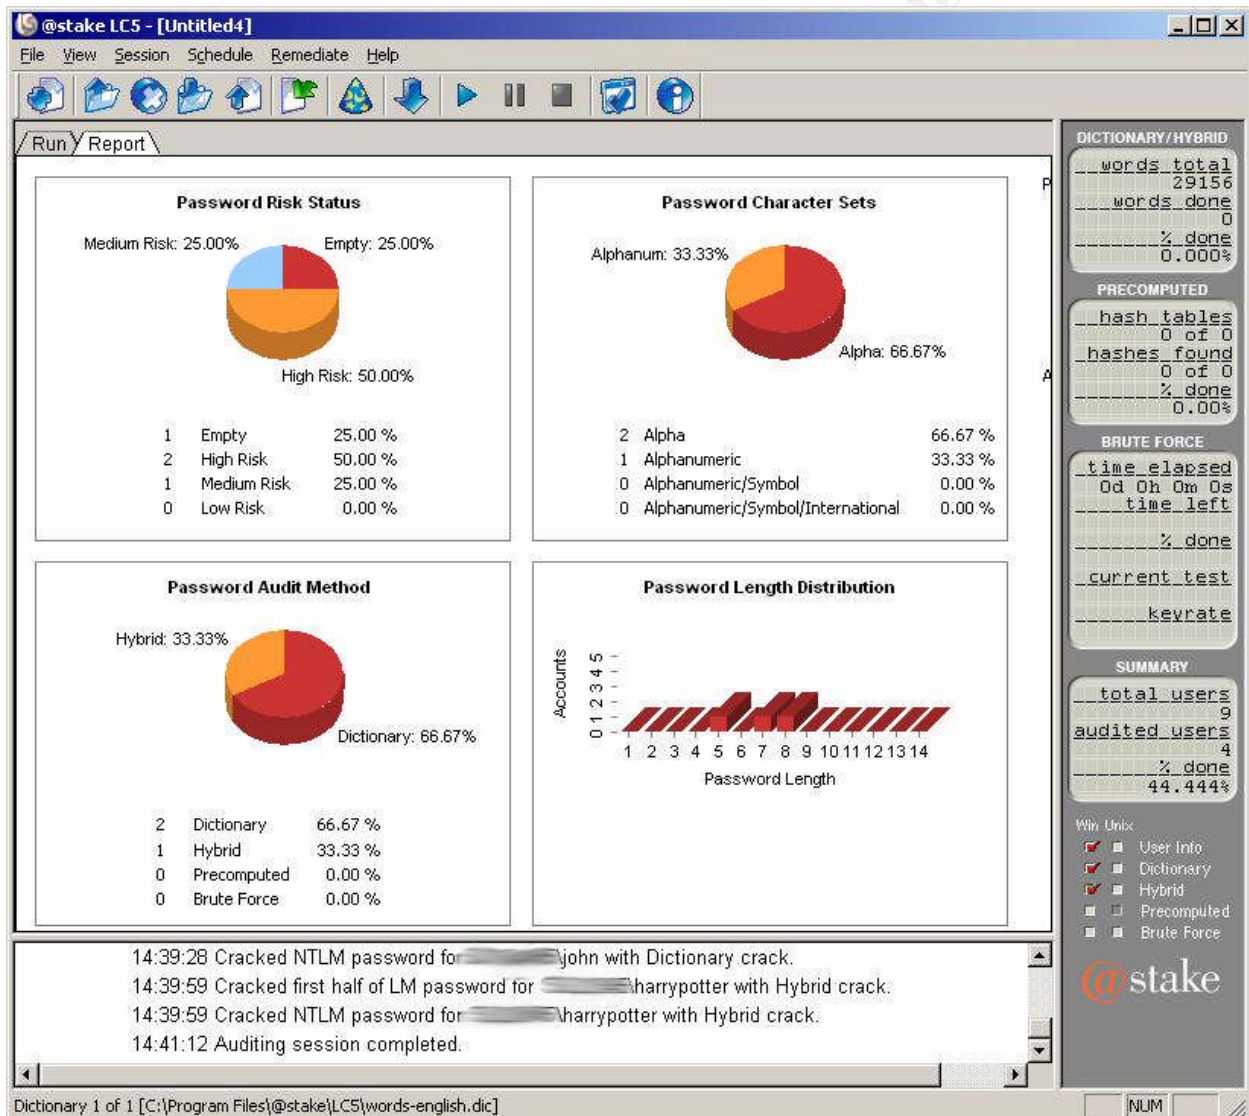 @stake LC5 - [Untitled4]
File View Session Schedule Remediate Help
Run Report
Password Risk Status
Medium Risk: 25.00%
Empty: 25.00%
High Risk: 50.00%
1 Empty 25.00 %
2 High Risk 50.00 %
1 Medium Risk 25.00 %
0 Low Risk 0.00 %
Password Character Sets
Alphanum: 33.33%
Alpha: 66.67%
2 Alpha 66.67 %
1 Alphanumeric 33.33 %
0 Alphanumeric/Symbol 0.00 %
0 Alphanumeric/Symbol/International 0.00 %
P
A
Password Audit Method
Hybrid: 33.33%
Dictionary: 66.67%
2 Dictionary 66.67 %
1 Hybrid 33.33 %
0 Precomputed 0.00 %
0 Brute Force 0.00 %
Password Length Distribution
Accounts
0 1 2 3 4 5
1 2 3 4 5 6 7 8 9 10 11 12 13 14
Password Length
14:39:28 Cracked NTLM password for \john with Dictionary crack.
14:39:59 Cracked first half of LM password for \harrypotter with Hybrid crack.
14:39:59 Cracked NTLM password for \harrypotter with Hybrid crack.
14:41:12 Auditing session completed.
DICTIONARY/HYBRID
words total
29156
words done
0
% done
0.000%
PRECOMPUTED
hash tables
0 of 0
hashes found
0 of 0
% done
0.00%
BRUTE FORCE
time elapsed
0d 0h 0m 0s
time left
% done
current test
keyrate
SUMMARY
total users
9
audited users
4
% done
44.444%
Win Unix
User Info
Dictionary
Hybrid
Precomputed
Brute Force
@stake
Dictionary 1 of 1 [C:\Program Files\@stake\LC5\words-english.dic]
NUM